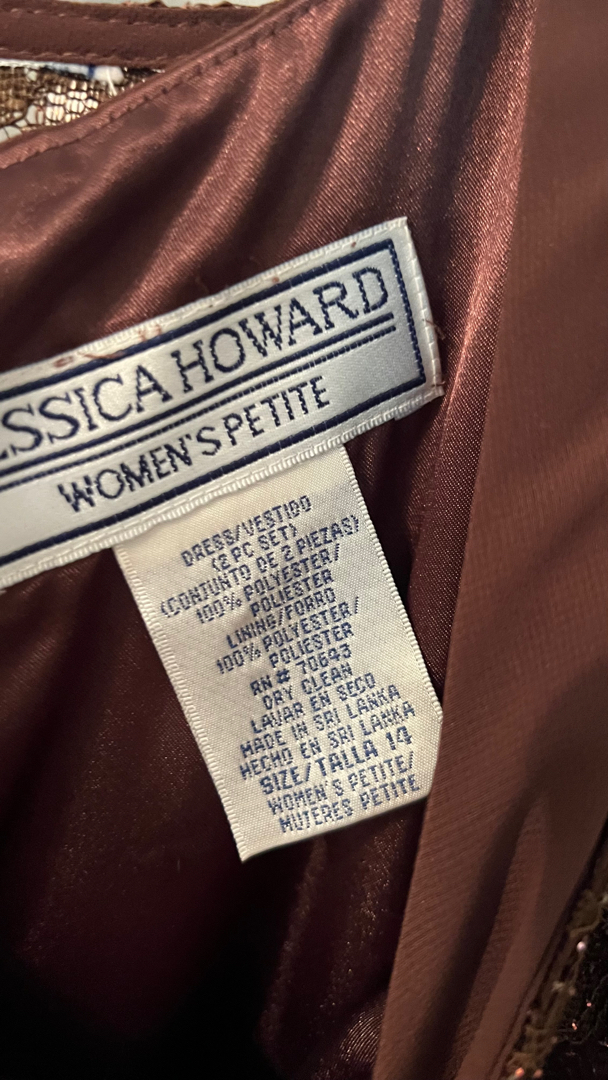 ESSICA HOWARD
WOMEN'S PETITE
DRESS/VESTIDO
(2 PC SET)
(CONJUNTO DE 2 PIEZAS)
100% POLYESTER/
POLIESTER
LINING/FORRO
100% POLYESTER/
POLIESTER
RN# 70643
DRY CLEAN
LAVAR EN SECO
MADE IN SRI LANKA
HECHO EN SRI LANKA
SIZE/TALLA 14
WOMEN'S PETITE/
MUJERES PETITE